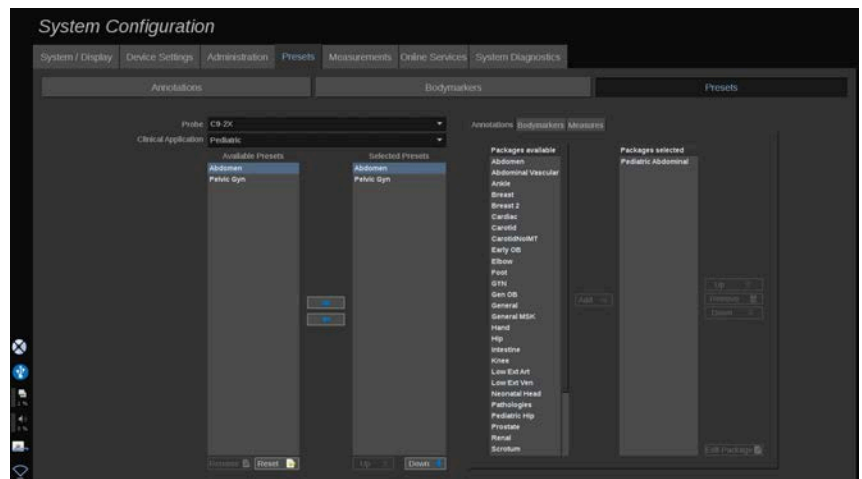 System Configuration
System / Display Device Settings Administration Presets Measurements Online Services System Diagnostics
Annotations Bodymarkers Presets
Probe C9-2X
Clinical Application Pediatric
Available Presets Selected Presets
Abdomen Abdomen
Pelvic Gyn Pelvic Gyn
Reset
Up Down
Annotations Bodymarkers Measures
Packages available Packages selected
Abdomen Pediatric Abdominal
Abdominal Vascular
Ankle
Breast
Breast 2
Cardiac
Carotid
CarotidNoIMT
Early OB
Elbow
Foot
GYN
Gen OB
General
General MSK
Hand
Hip
Intestine
Knee
Low Ext Art
Low Ext Ven
Neonatal Head
Pathologies
Pediatric Hip
Prostate
Renal
Scrotum
Add
Up
Remove
Down
Edit Package